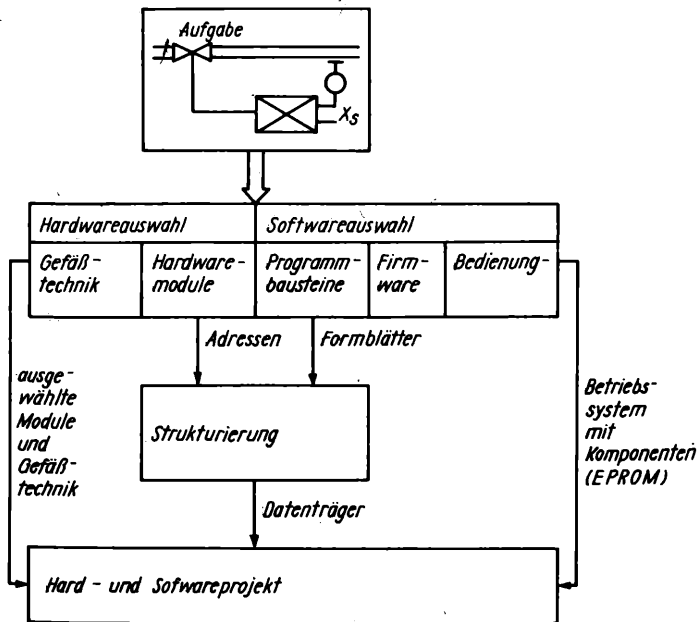 Aufgabe
Xs
Hardwareauswahl
Softwareauswahl
Gefäß-
technik
Hardware-
module
Programm-
bausteine
Firm-
ware
Bedienung-
Adressen
Formblätter
ausge-
wählte
Module
und
Gefäß-
technik
Strukturierung
Betriebs-
system
mit
Komponenten
(EPROM)
Datenträger
Hard- und Sofwareprojekt